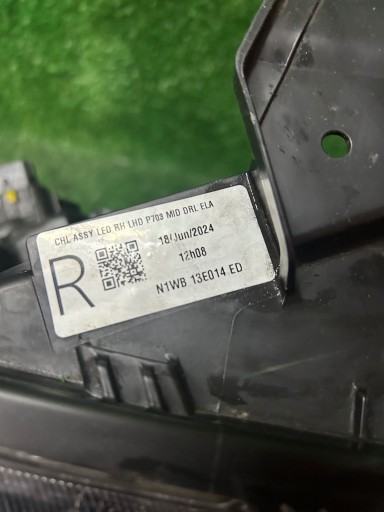 CHL ASSY LED RH LHD P703 MID DRL ELA
18/Jun/2024
12h08
R
N1WB 13E014 ED